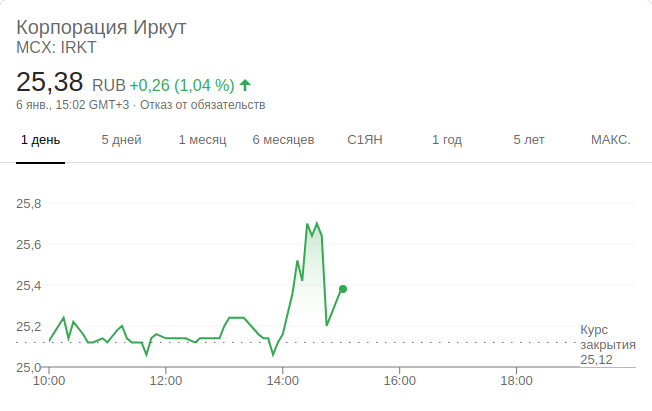 Корпорация Иркут
MCX: IRKT
25,38 RUB +0,26 (1,04 %)
6 янв., 15:02 GMT+3 · Отказ от обязательств
1 день 5 дней 1 месяц 6 месяцев С1ЯН 1 год 5 лет МАКС.
25,8
25,6
25,4
25,2
25,0
Курс
закрытия
25,12
10:00 12:00 14:00 16:00 18:00